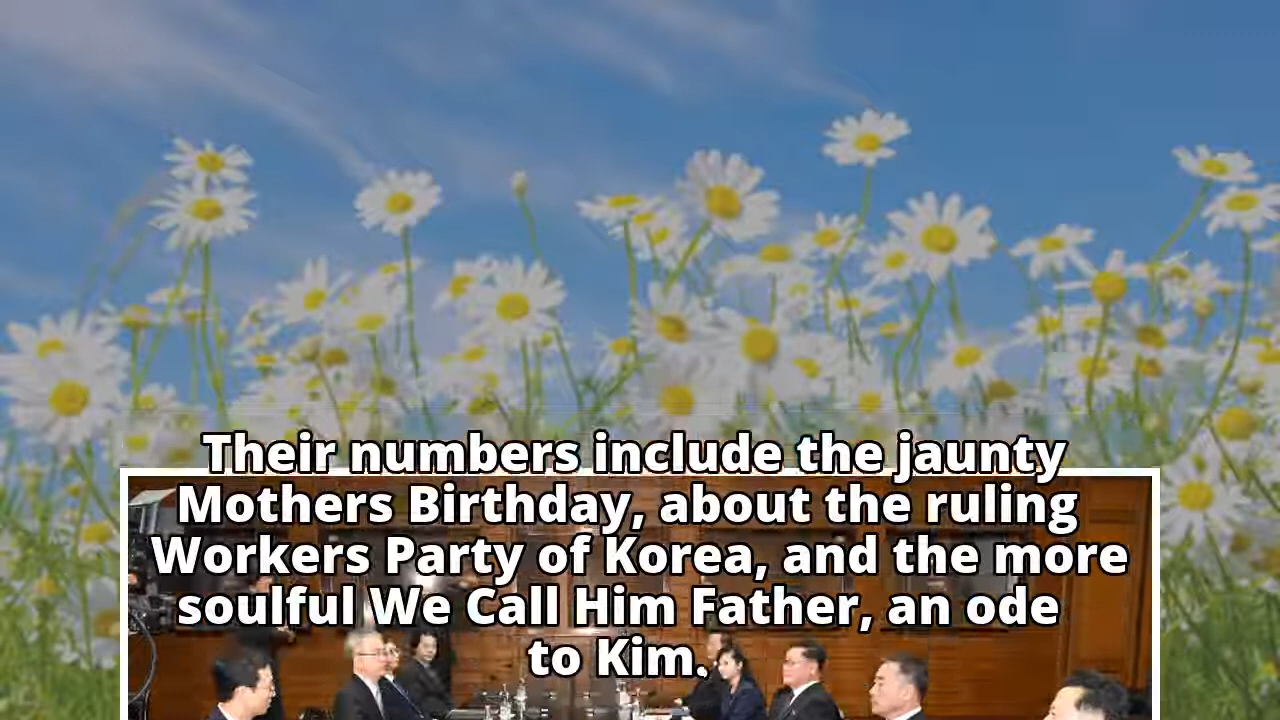 Their numbers include the jaunty
Mothers Birthday, about the ruling
Workers Party of Korea, and the more
soulful We Call Him Father, an ode
to Kim.